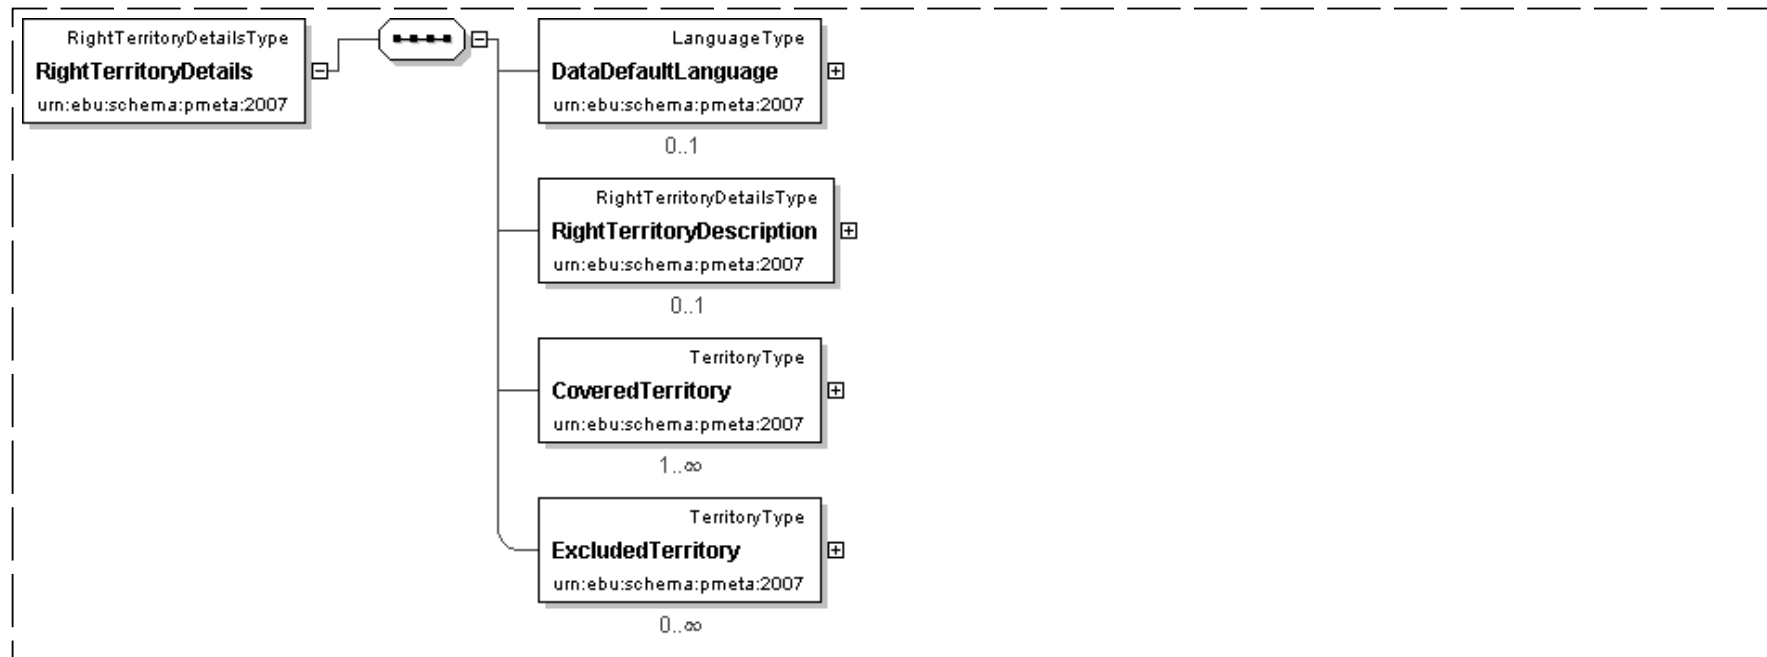 RightTerritoryDetailsType
RightTerritoryDetails
urn:ebu:schema:pmeta:2007
LanguageType
DataDefaultLanguage
urn:ebu:schema:pmeta:2007
0..1
RightTerritoryDetailsType
RightTerritoryDescription
urn:ebu:schema:pmeta:2007
0..1
TerritoryType
CoveredTerritory
urn:ebu:schema:pmeta:2007
1..∞
TerritoryType
ExcludedTerritory
urn:ebu:schema:pmeta:2007
0..∞